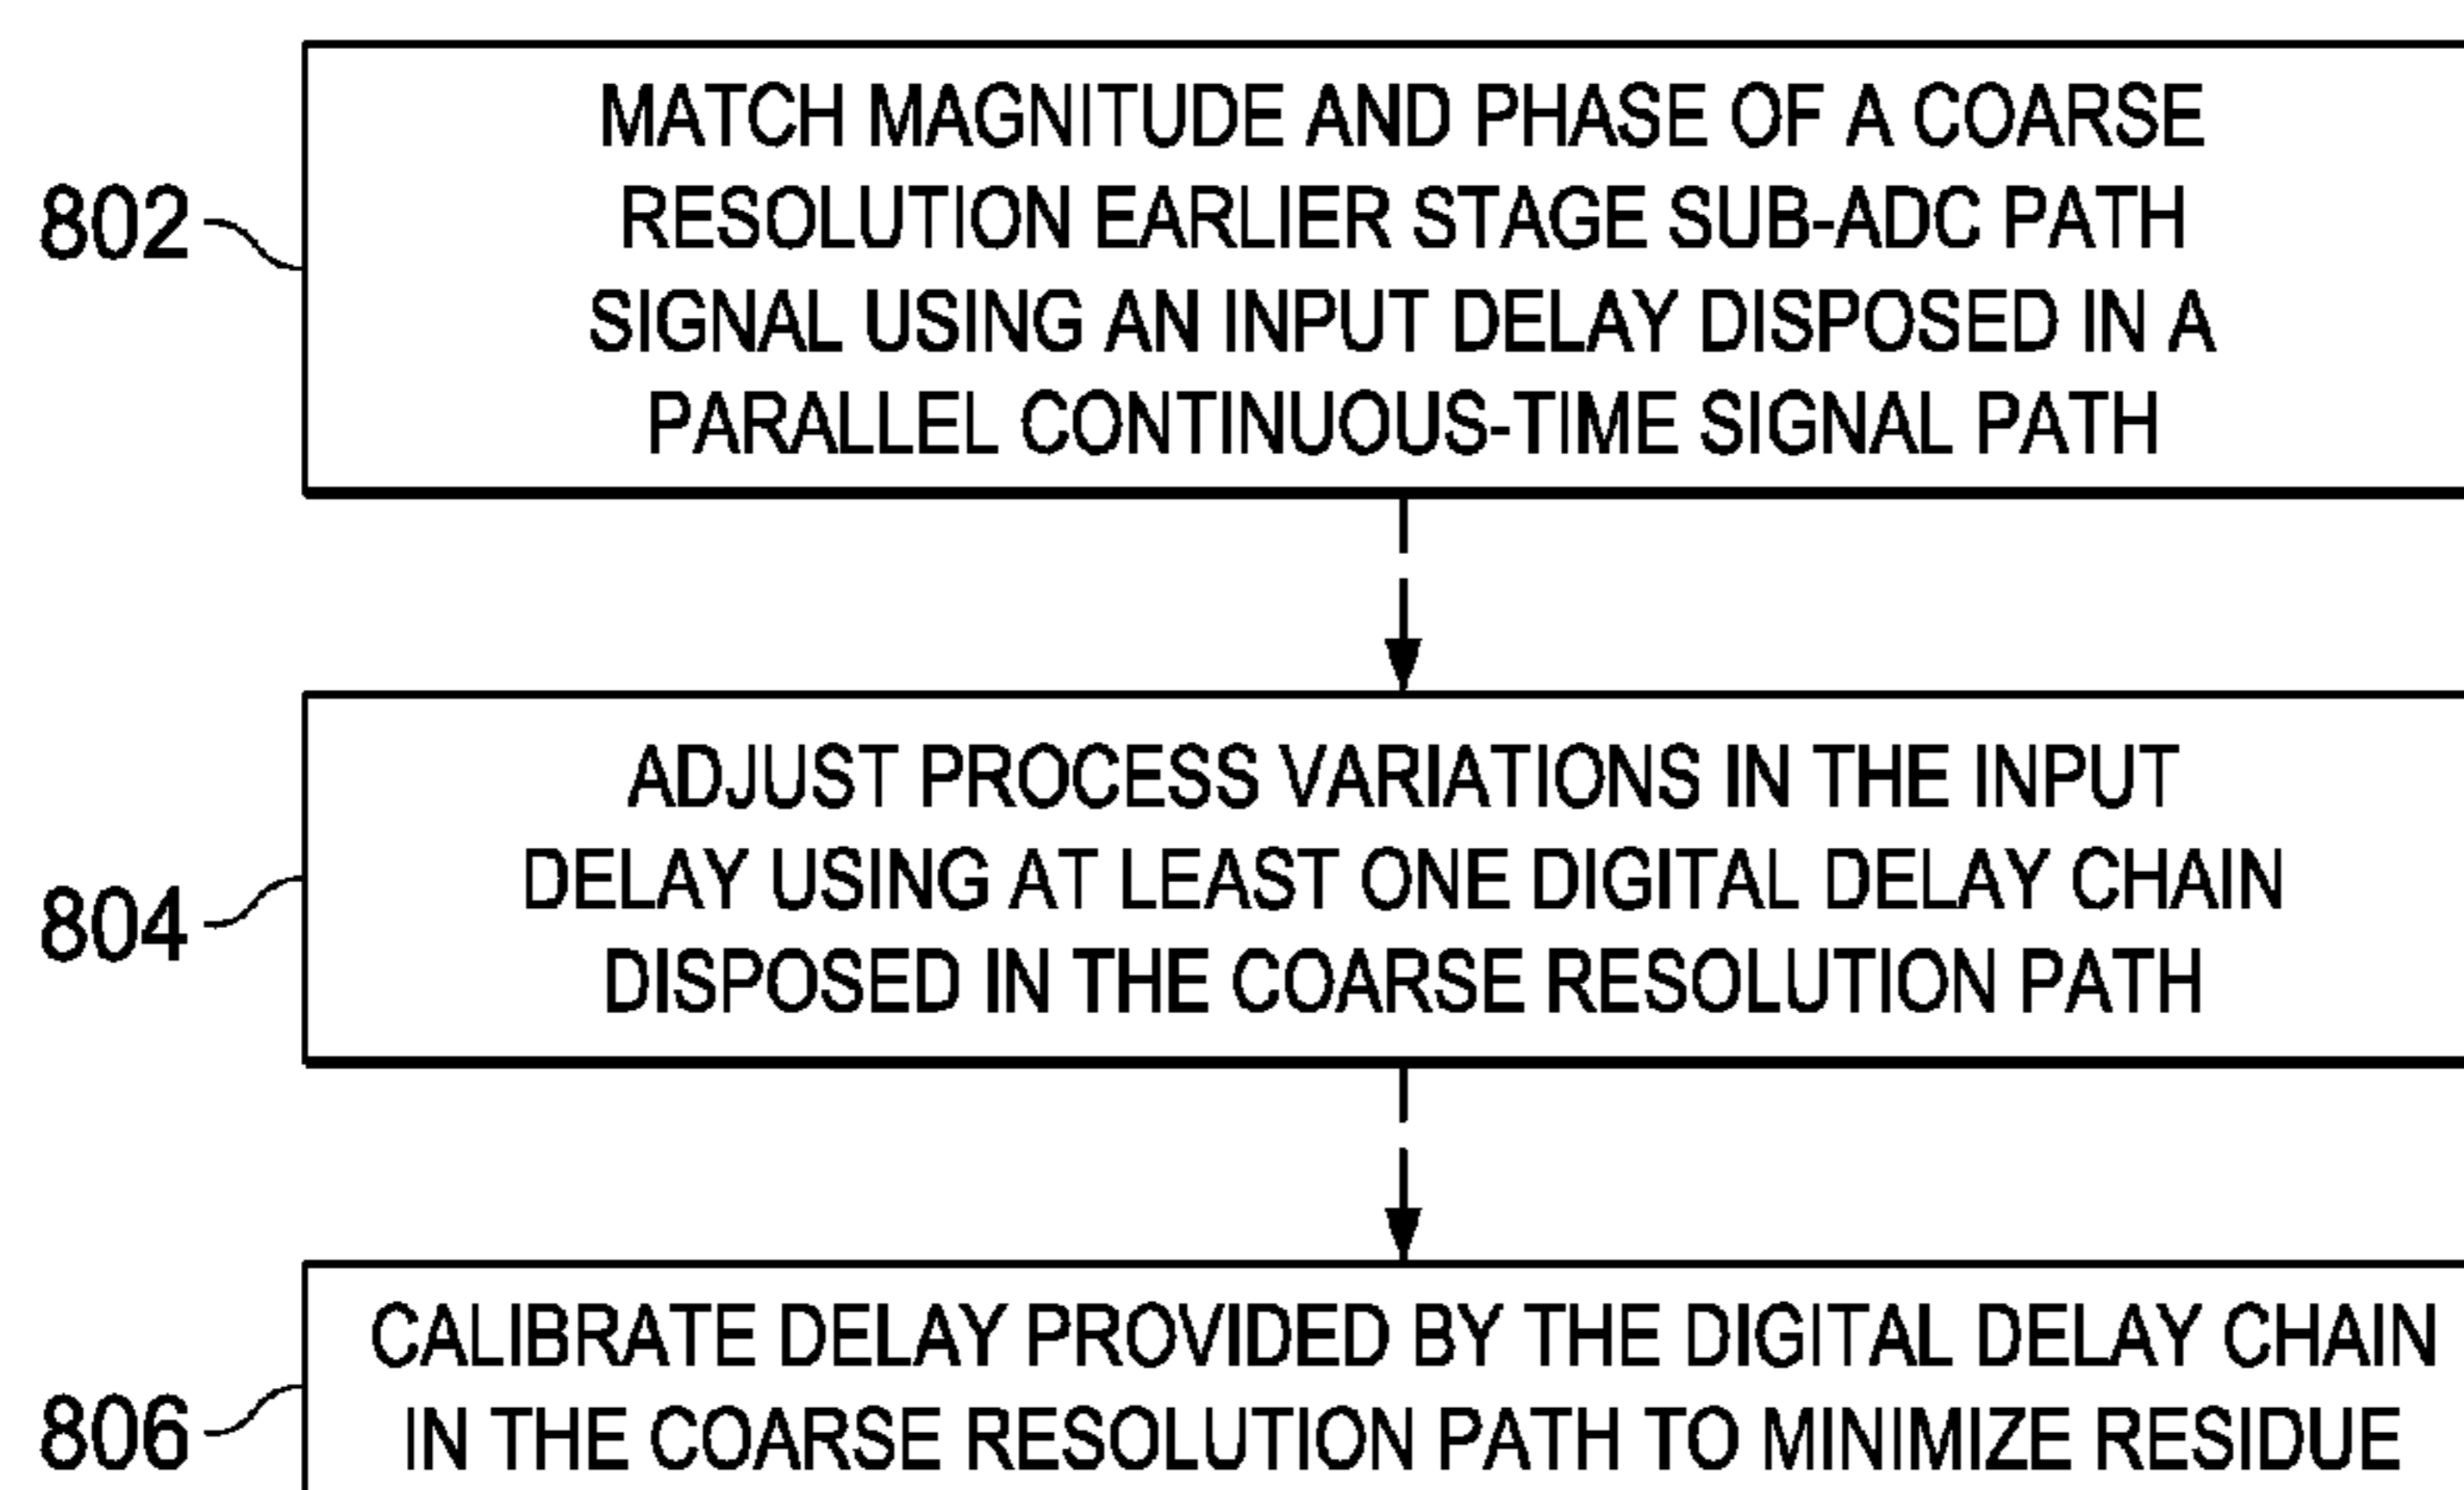 MATCH MAGNITUDE AND PHASE OF A COARSE
802
RESOLUTION EARLIER STAGE SUB-ADC PATH
SIGNAL USING AN INPUT DELAY DISPOSED IN A
PARALLEL CONTINUOUS-TIME SIGNAL PATH
ADJUST PROCESS VARIATIONS IN THE INPUT
804
DELAY USING AT LEAST ONE DIGITAL DELAY CHAIN
DISPOSED IN THE COARSE RESOLUTION PATH
CALIBRATE DELAY PROVIDED BY THE DIGITAL DELAY CHAIN
806
IN THE COARSE RESOLUTION PATH TO MINIMIZE RESIDUE